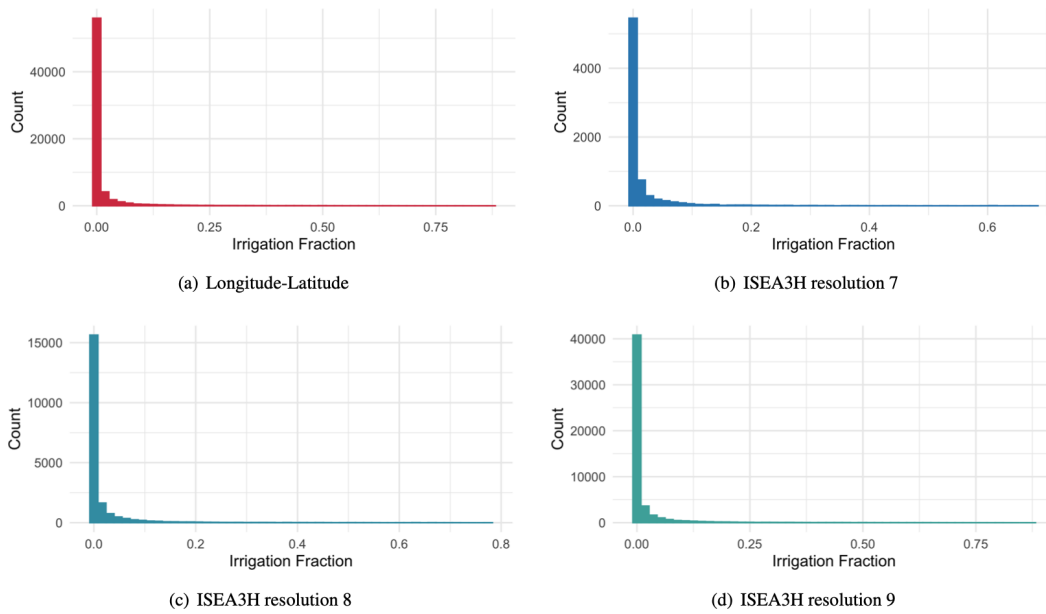 Count
40000
20000
0
0.00 0.25 0.50 0.75
Irrigation Fraction
(a) Longitude-Latitude
Count
4000
2000
0
0.0 0.2 0.4 0.6
Irrigation Fraction
(b) ISEA3H resolution 7
Count
15000
10000
5000
0
0.0 0.2 0.4 0.6 0.8
Irrigation Fraction
(c) ISEA3H resolution 8
Count
40000
30000
20000
10000
0
0.00 0.25 0.50 0.75
Irrigation Fraction
(d) ISEA3H resolution 9